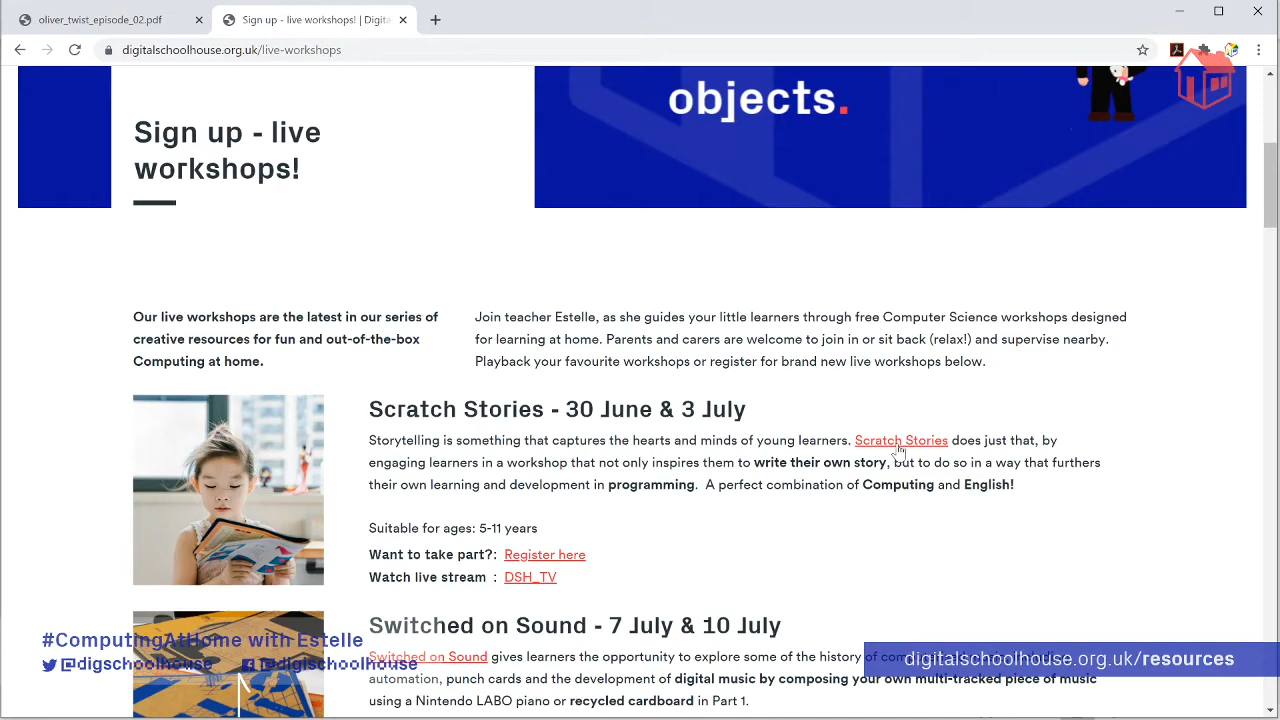 oliver_twist_episode_02.pdf
Sign up - live workshops! | Digita
digitalschoolhouse.org.uk/live-workshops
objects.
Sign up - live
workshops!
Our live workshops are the latest in our series of
creative resources for fun and out-of-the-box
Computing at home.
Join teacher Estelle, as she guides your little learners through free Computer Science workshops designed
for learning at home. Parents and carers are welcome to join in or sit back (relax!) and supervise nearby.
Playback your favourite workshops or register for brand new live workshops below.
Scratch Stories - 30 June & 3 July
Storytelling is something that captures the hearts and minds of young learners. Scratch Stories does just that, by
engaging learners in a workshop that not only inspires them to write their own story, but to do so in a way that furthers
their own learning and development in programming. A perfect combination of Computing and English!
Suitable for ages: 5-11 years
Want to take part?: Register here
Watch live stream : DSH_TV
Switched on Sound - 7 July & 10 July
Switched on Sound gives learners the opportunity to explore some of the history of
automation, punch cards and the development of digital music by composing your own multi-tracked piece of music
using a Nintendo LABO piano or recycled cardboard in Part 1.
#ComputingAtHome with Estelle
@digschoolhouse @digischoolhouse
digitalschoolhouse.org.uk/resources